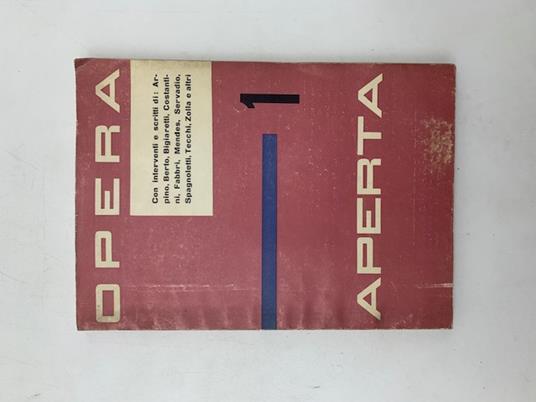 OPERA
Con interventi e scritti di: Ar-
pino, Berto, Bigiaretti, Costanti-
ni, Fabbri, Mendes, Servadio,
Spagnoletti, Tecchi, Zolla e altri
1
APERTA